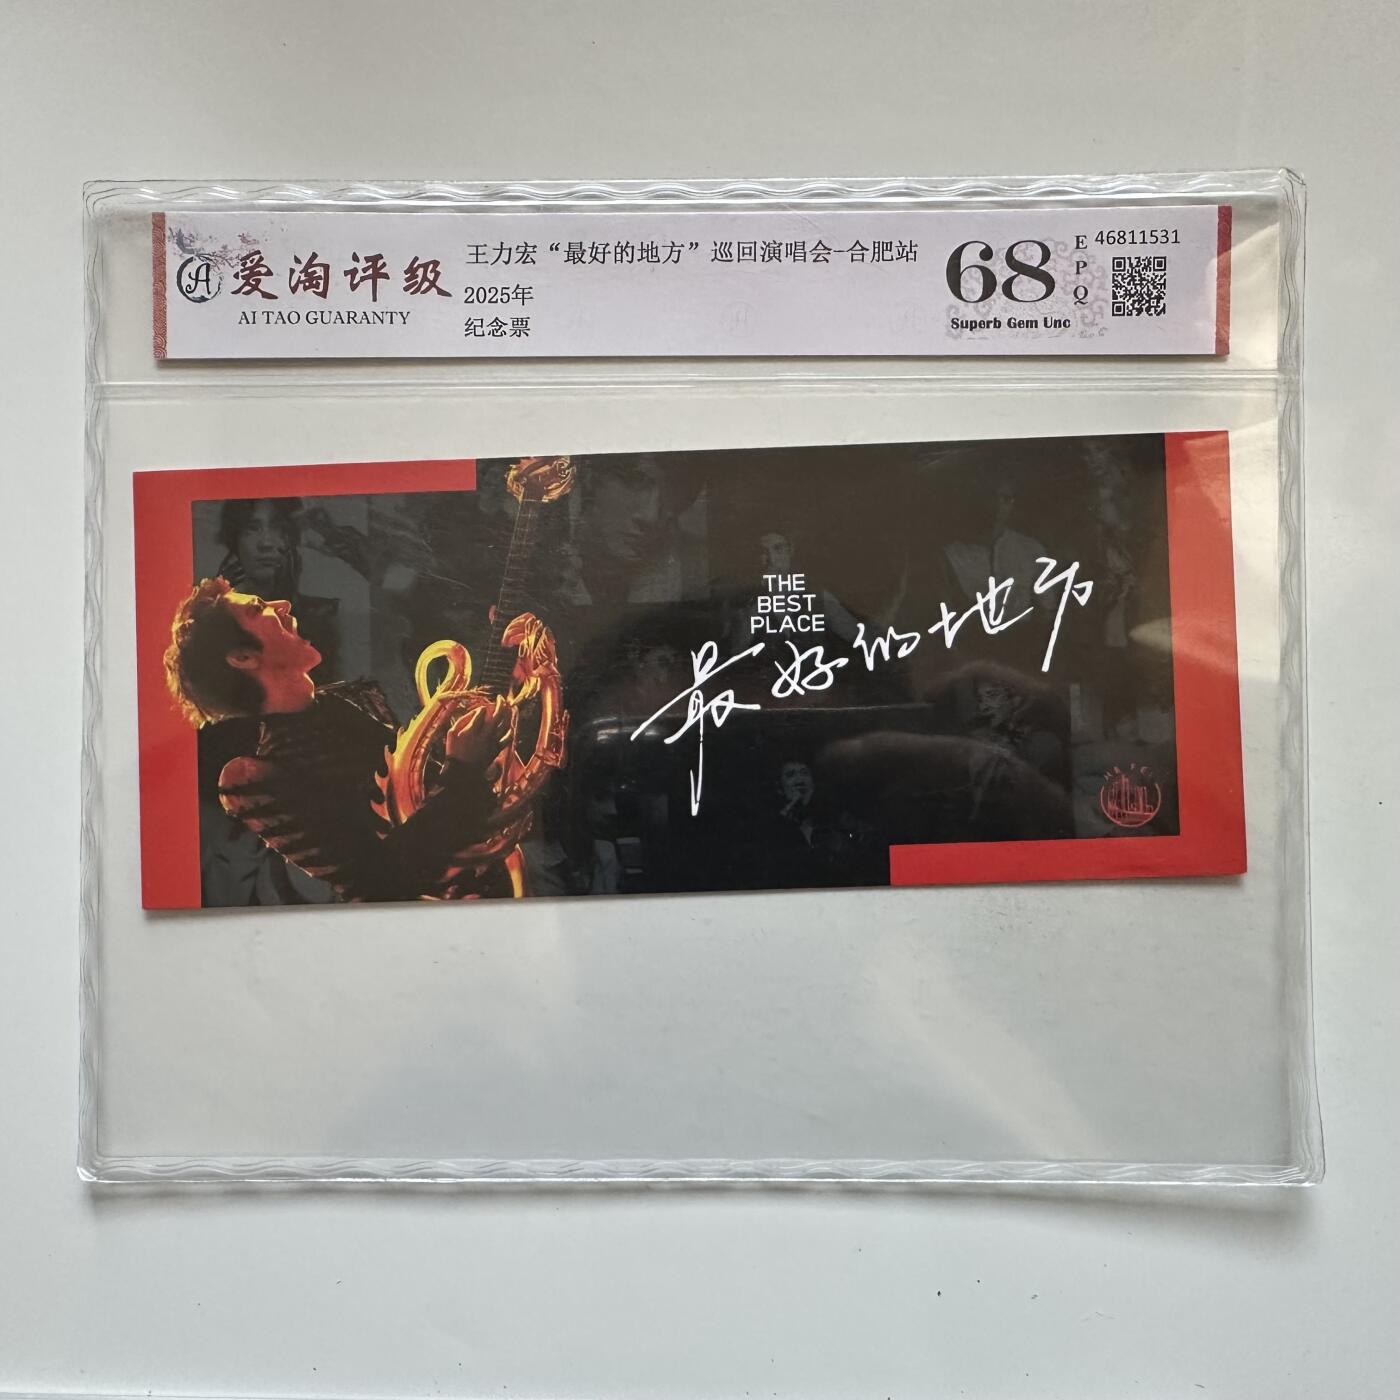 爱淘评级
AI TAO GUARANTY
王力宏“最好的地方”巡回演唱会-合肥站
2025年
纪念票
68
Superb Gem Unc
EPQ
46811531
THE
BEST
PLACE
最好的地方